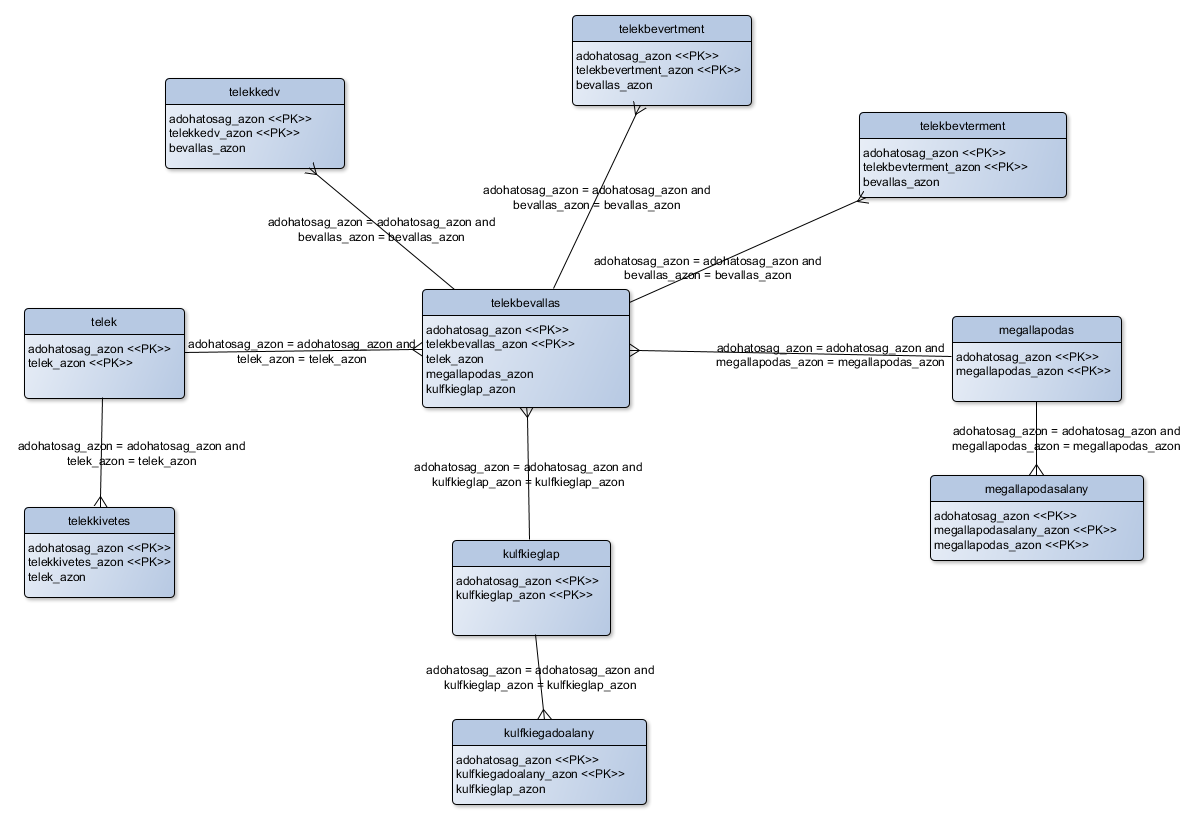 telekbevertment
adohatosag_azon <<PK>>
telekbevertment_azon <<PK>>
bevallas_azon
telekkedv
adohatosag_azon <<PK>>
telekkedv_azon <<PK>>
bevallas_azon
telekbevterment
adohatosag_azon <<PK>>
telekbevterment_azon <<PK>>
bevallas_azon
adohatosag_azon = adohatosag_azon and
bevallas_azon = bevallas_azon
adohatosag_azon = adohatosag_azon and
bevallas_azon = bevallas_azon
adohatosag_azon = adohatosag_azon and
bevallas_azon = bevallas_azon
telekbevallas
adohatosag_azon <<PK>>
telekbevallas_azon <<PK>>
telek_azon
megallapodas_azon
kulfkieglap_azon
telek
adohatosag_azon <<PK>>
telek_azon <<PK>>
adohatosag_azon = adohatosag_azon and
telek_azon = telek_azon
megallapodas
adohatosag_azon <<PK>>
megallapodas_azon <<PK>>
adohatosag_azon = adohatosag_azon and
megallapodas_azon = megallapodas_azon
adohatosag_azon = adohatosag_azon and
telek_azon = telek_azon
adohatosag_azon = adohatosag_azon and
kulfkieglap_azon = kulfkieglap_azon
adohatosag_azon = adohatosag_azon and
megallapodas_azon = megallapodas_azon
megallapodasalany
adohatosag_azon <<PK>>
megallapodasalany_azon <<PK>>
megallapodas_azon <<PK>>
telekkivetes
adohatosag_azon <<PK>>
telekkivetes_azon <<PK>>
telek_azon
kulfkieglap
adohatosag_azon <<PK>>
kulfkieglap_azon <<PK>>
adohatosag_azon = adohatosag_azon and
kulfkieglap_azon = kulfkieglap_azon
kulfkiegadoalany
adohatosag_azon <<PK>>
kulfkiegadoalany_azon <<PK>>
kulfkieglap_azon